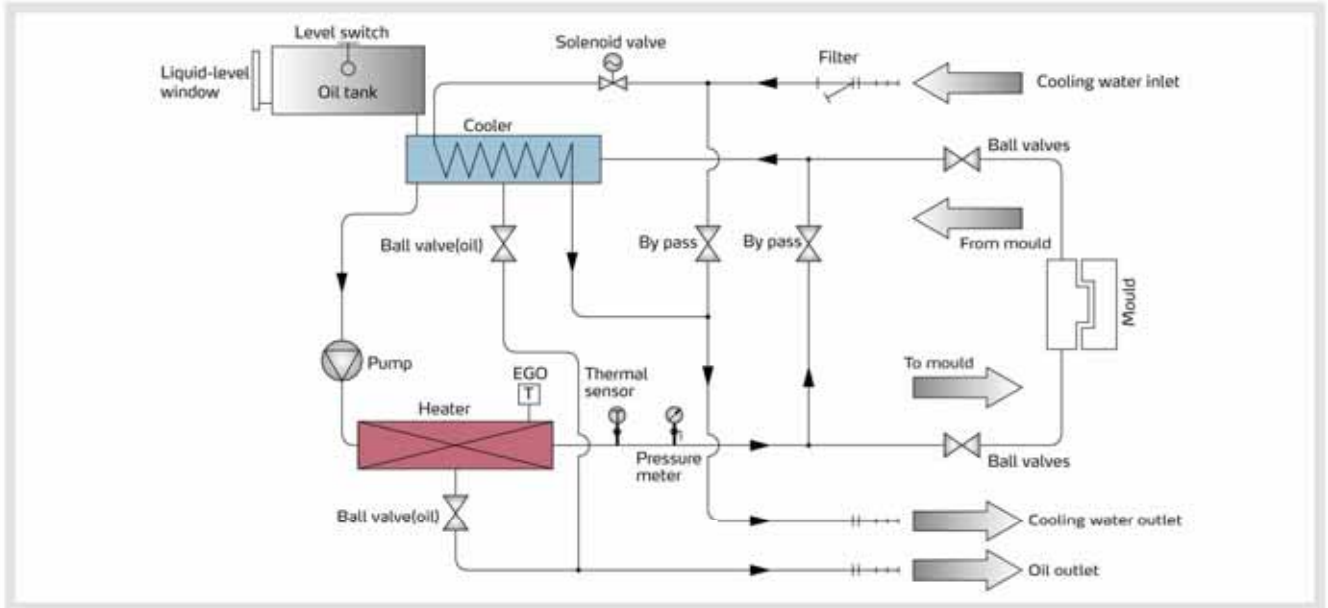 Level switch
Liquid-level
window
Oil tank
Solenoid valve
Filter
Cooling water inlet
Cooler
Ball valves
Ball valve(oil)
By pass
By pass
From mould
Mould
Pump
To mould
EGO
T
Thermal
sensor
Heater
T
Pressure
meter
Ball valves
Ball valve(oil)
Cooling water outlet
Oil outlet